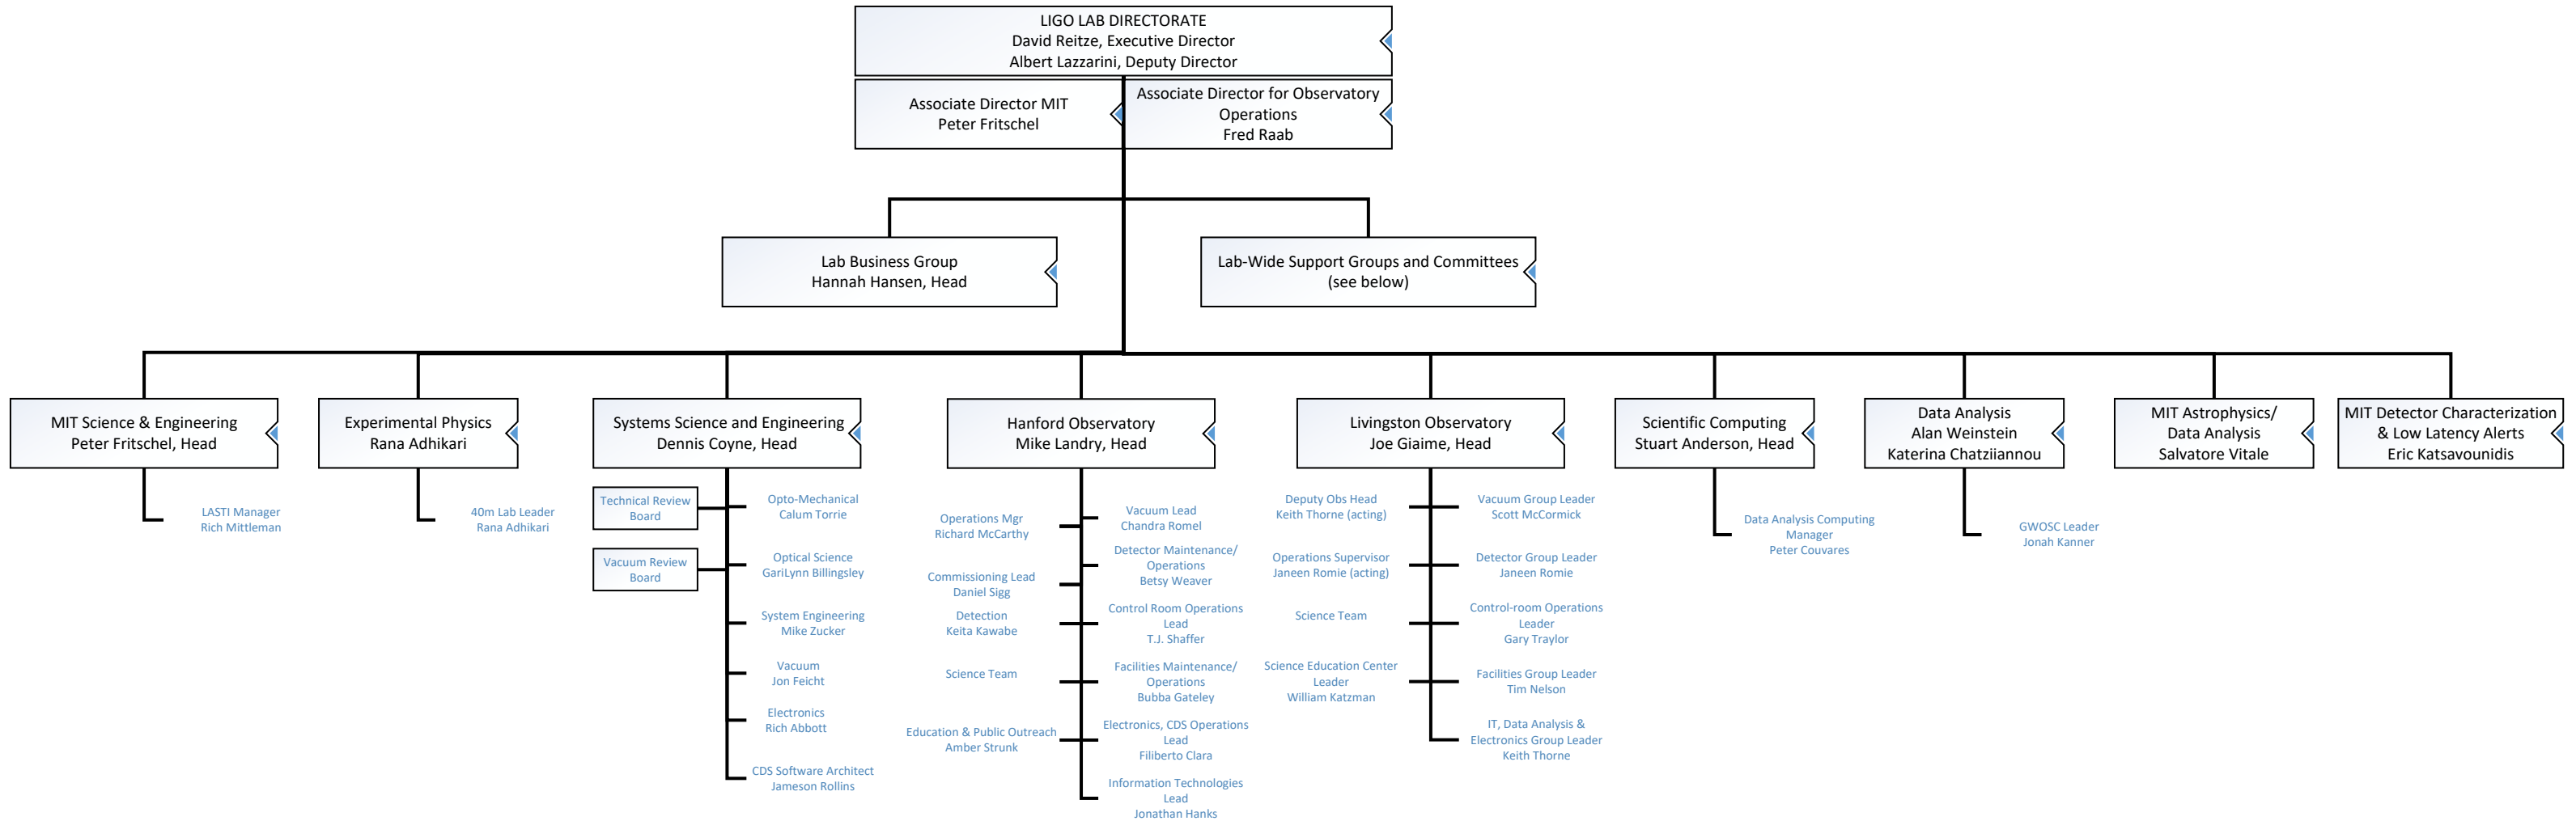 LIGO LAB DIRECTORATE
David Reitze, Executive Director
Albert Lazzarini, Deputy Director
Associate Director MIT
Peter Fritschel
Associate Director for Observatory
Operations
Fred Raab
Lab Business Group
Hannah Hansen, Head
Lab-Wide Support Groups and Committees
(see below)
MIT Science & Engineering
Peter Fritschel, Head
LASTI Manager
Rich Mittleman
Experimental Physics
Rana Adhikari
40m Lab Leader
Rana Adhikari
Systems Science and Engineering
Dennis Coyne, Head
Technical Review
Board
Vacuum Review
Board
Opto-Mechanical
Calum Torrie
Optical Science
GariLynn Billingsley
System Engineering
Mike Zucker
Vacuum
Jon Feicht
Electronics
Rich Abbott
CDS Software Architect
Jameson Rollins
Hanford Observatory
Mike Landry, Head
Operations Mgr
Richard McCarthy
Commissioning Lead
Daniel Sigg
Detection
Keita Kawabe
Science Team
Education & Public Outreach
Amber Strunk
Vacuum Lead
Chandra Romel
Detector Maintenance/
Operations
Betsy Weaver
Control Room Operations
Lead
T.J. Shaffer
Facilities Maintenance/
Operations
Bubba Gateley
Electronics, CDS Operations
Lead
Filiberto Clara
Information Technologies
Lead
Jonathan Hanks
Livingston Observatory
Joe Giaime, Head
Deputy Obs Head
Keith Thorne (acting)
Operations Supervisor
Janeen Romie (acting)
Science Team
Science Education Center
Leader
William Katzman
Vacuum Group Leader
Scott McCormick
Detector Group Leader
Janeen Romie
Control-room Operations
Leader
Gary Traylor
Facilities Group Leader
Tim Nelson
IT, Data Analysis &
Electronics Group Leader
Keith Thorne
Scientific Computing
Stuart Anderson, Head
Data Analysis Computing
Manager
Peter Couvares
Data Analysis
Alan Weinstein
Katerina Chatziiannou
GWOSC Leader
Jonah Kanner
MIT Astrophysics/
Data Analysis
Salvatore Vitale
MIT Detector Characterization
& Low Latency Alerts
Eric Katsavounidis